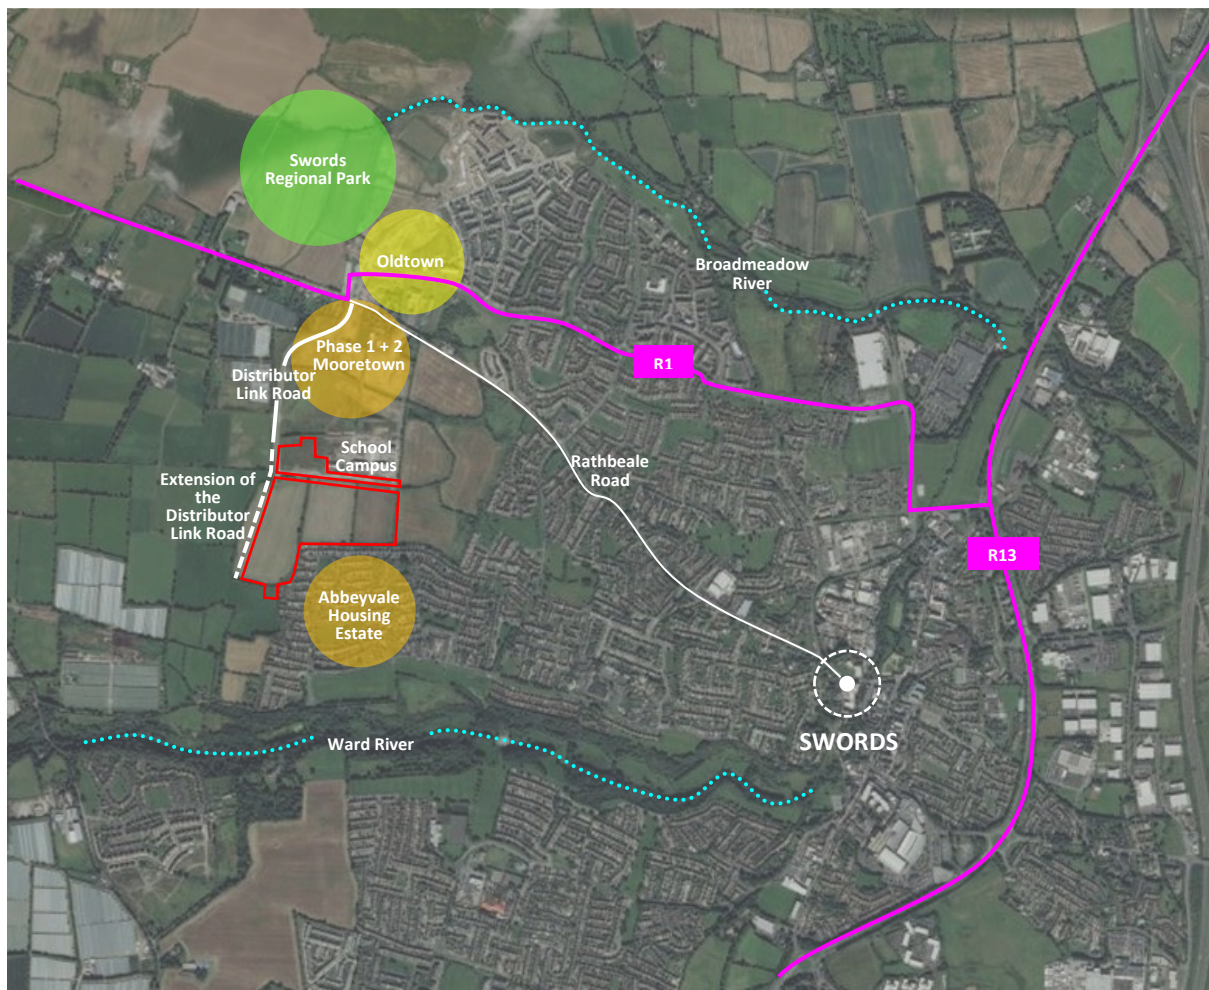 Swords
Regional Park
Oldtown
Broadmeadow
River
Phase 1 + 2
Mooretown
R1
Distributor
Link Road
School
Campus
Rathbeale
Road
Extension of
the
Distributor
Link Road
R13
Abbeyvale
Housing
Estate
Ward River
SWORDS